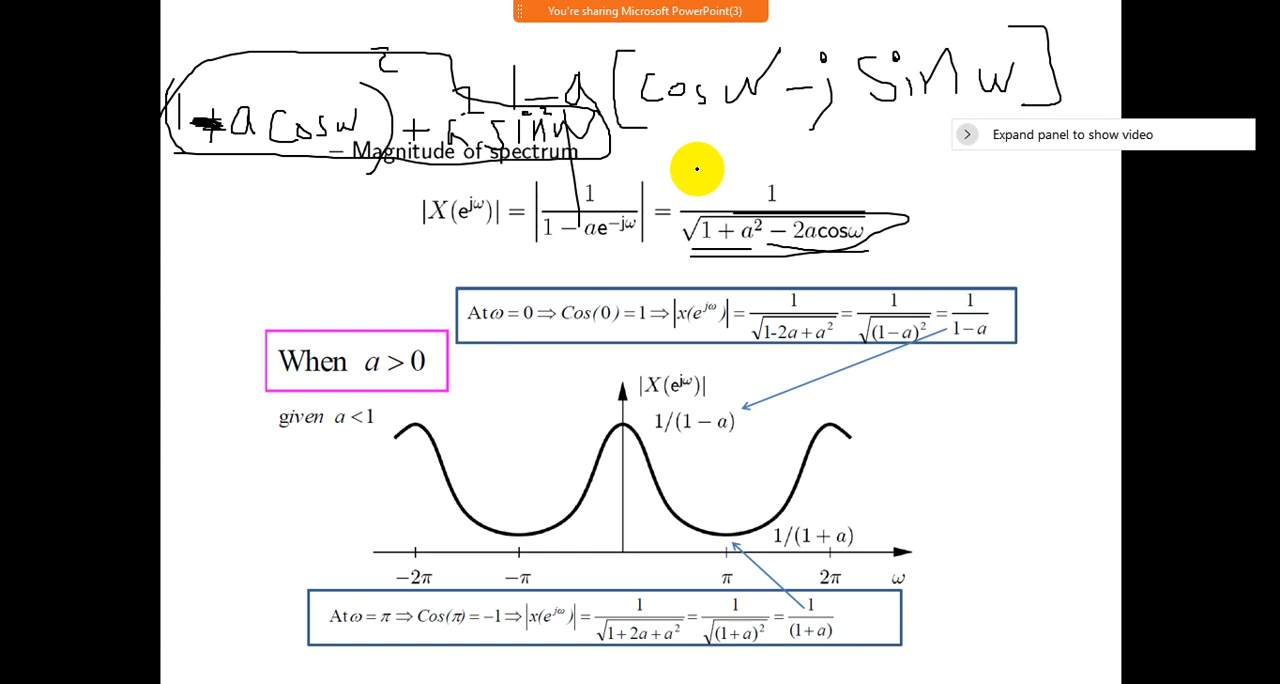 You're sharing Microsoft PowerPoint(3)
1 - a [cos w - j sin w]
a cos w)² + sin² w
Expand panel to show video
– Magnitude of spectrum
|X(e^{jω})| = |1 / (1 − ae^{−jω})| = 1 / √(1 + a² − 2acosω)
At ω = 0 ⇒ Cos(0) = 1 ⇒ |x(e^{jω})| = 1 / √(1-2a + a²) = 1 / √((1 − a)²) = 1 / (1 − a)
When a > 0
given a < 1
|X(e^{jω})|
1/(1 − a)
1/(1 + a)
−2π −π π 2π ω
At ω = π ⇒ Cos(π) = −1 ⇒ |x(e^{jω})| = 1 / √(1 + 2a + a²) = 1 / √((1 + a)²) = 1 / (1 + a)